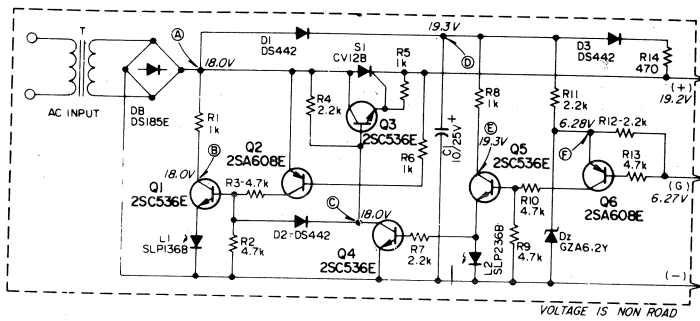 19.3V
A
D1
DS442
D
D3
DS442
R14
470
T
18.0V
S1
CV12B
R5
1k
(+)
19.2V
AC INPUT
DB
DS185E
R1
1k
R4
2.2k
R8
1k
R11
2.2k
Q3
2SC536E
C1
10/25V
+
E
19.3V
6.28V
R12-2.2k
B
Q2
2SA608E
R6
1k
Q5
2SC536E
F
R13
4.7k
18.0V
Q1
2SC536E
R3-4.7k
C
18.0V
R10
4.7k
Q6
2SA608E
(G)
6.27V
L1
SLP136B
R2
4.7k
D2=DS442
Q4
2SC536E
R7
2.2k
L2
SLP236B
R9
4.7k
Dz
GZA6.2Y
(-)
VOLTAGE IS NON ROAD